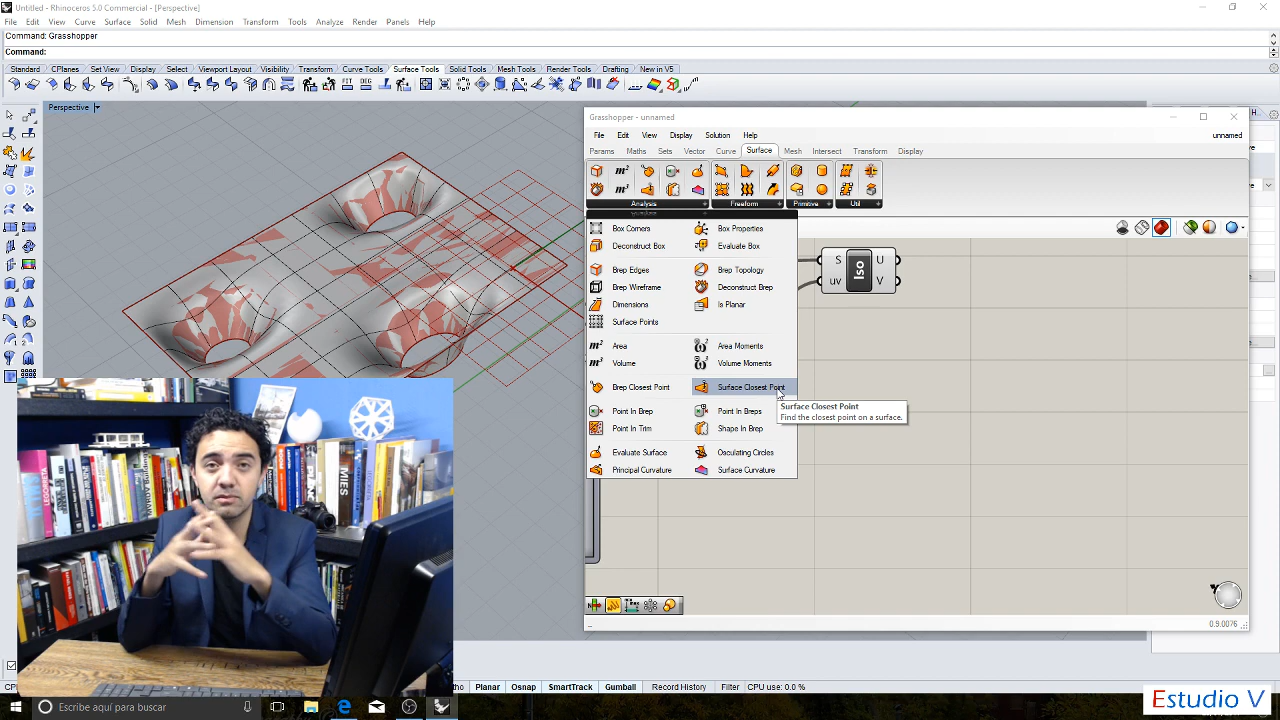 Untitled - Rhinoceros 5.0 Commercial - [Perspective]
File Edit View Curve Surface Solid Mesh Dimension Transform Tools Analyze Render Panels Help
Command: Grasshopper
Command:
Standard CPlanes Set View Display Select Viewport Layout Visibility Transform Curve Tools Surface Tools Solid Tools Mesh Tools Render Tools Drafting New in V5
FIT DEG
Perspective
Grasshopper - unnamed
File Edit View Display Solution Help unnamed
Params Maths Sets Vector Curve Surface Mesh Intersect Transform Display
m²
m³
Analysis Freeform Primitive Util
Box Corners Box Properties
Deconstruct Box Evaluate Box
Brep Edges Brep Topology
Brep Wireframe Deconstruct Brep
Dimensions Is Planar
Surface Points
m² Area Area Moments
m³ Volume Volume Moments
Brep Closest Point Surface Closest Point
Point In Brep Point In Breps
Point In Trim Shape In Brep
Evaluate Surface Osculating Circles
Principal Curvature Surface Curvature
Surface Closest Point
Find the closest point on a surface.
S Iso U
uv V
0.9.0076
MIES
Planar Osnap SmartTrack Gumball Record History Filter CPU use: 0.0 %
Escribe aquí para buscar
Estudio V